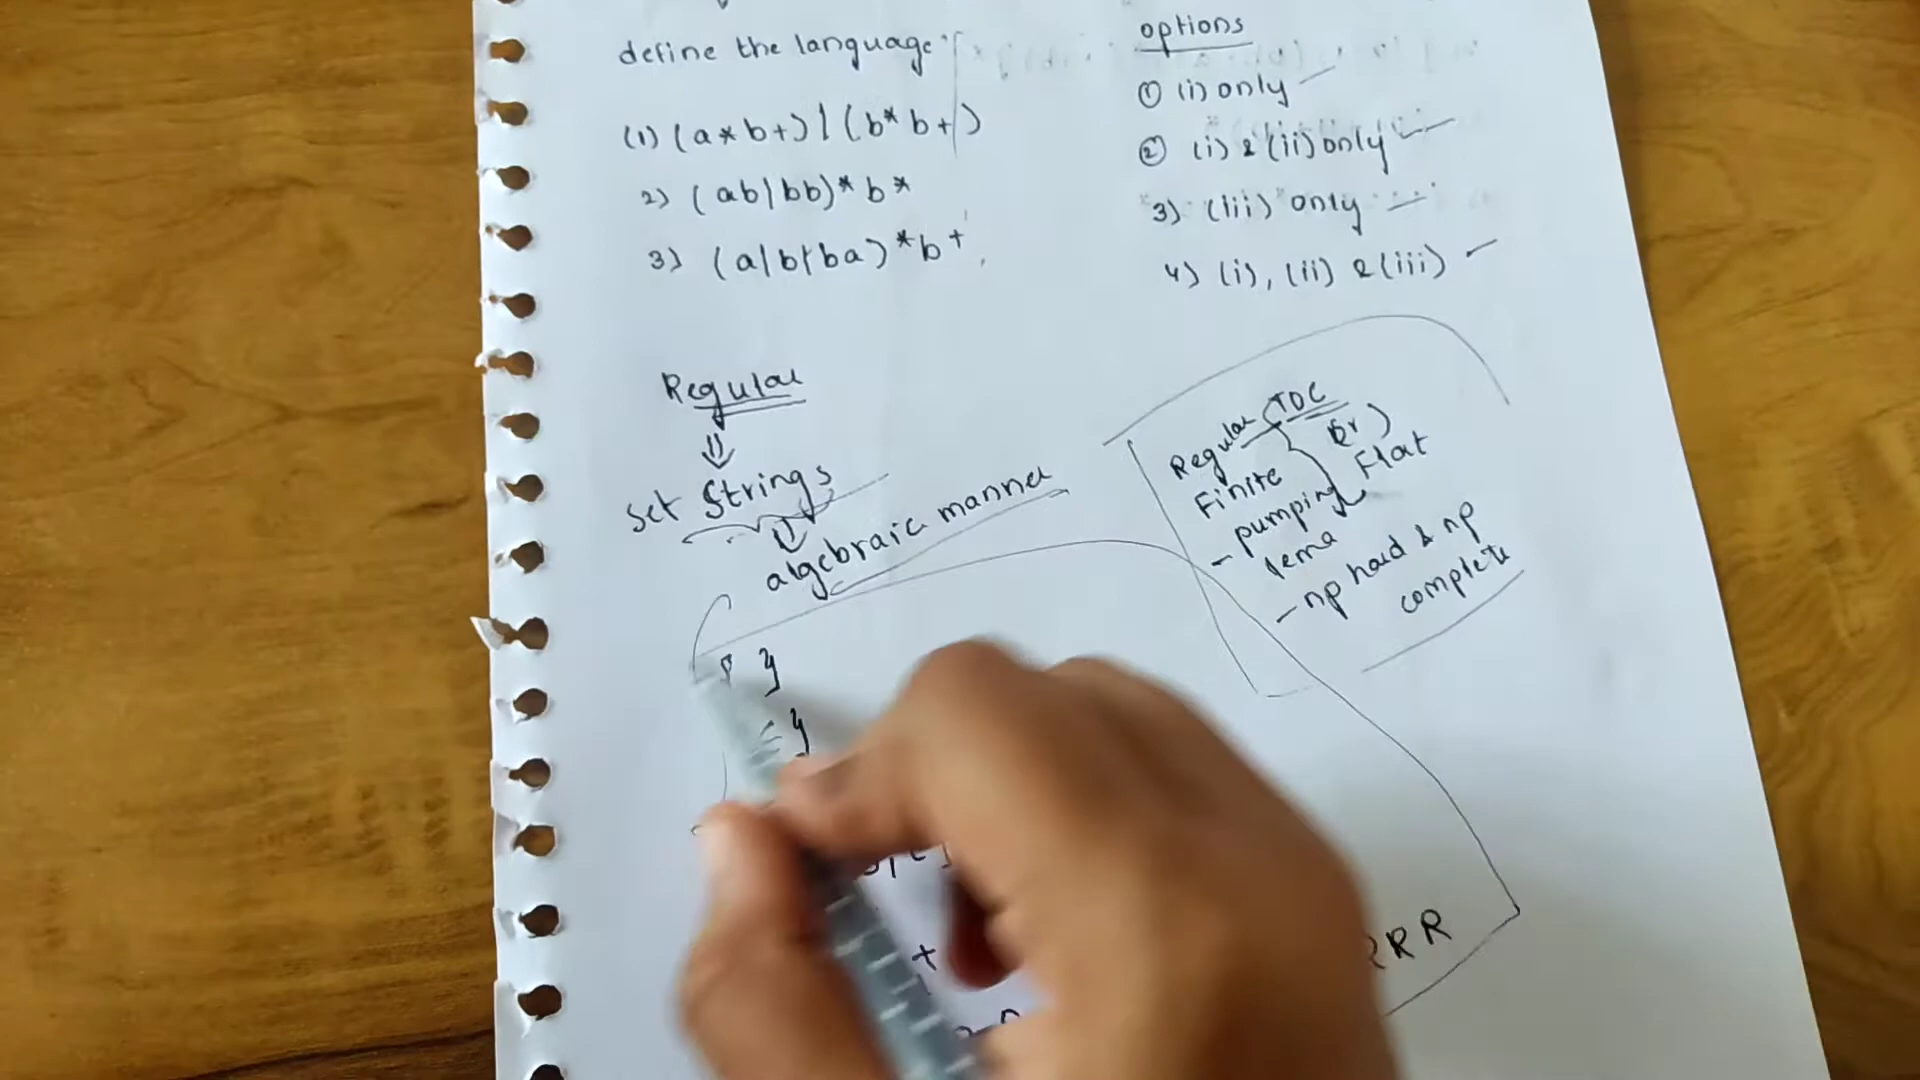 define the language
(1) (a*b+) | (b*b+)
2) (ab|bb)*b*
3) (a|b|ba)*b+
options
① (i) only
② (i) & (ii) only
3) (iii) only
4) (i), (ii) & (iii)
Regular
⇓
Set Strings
⇓
algebraic manner
Regular (TOC
(or)
Finite
Flat
- pumping
lema
- np hard & np
complete
}
}
+
R R